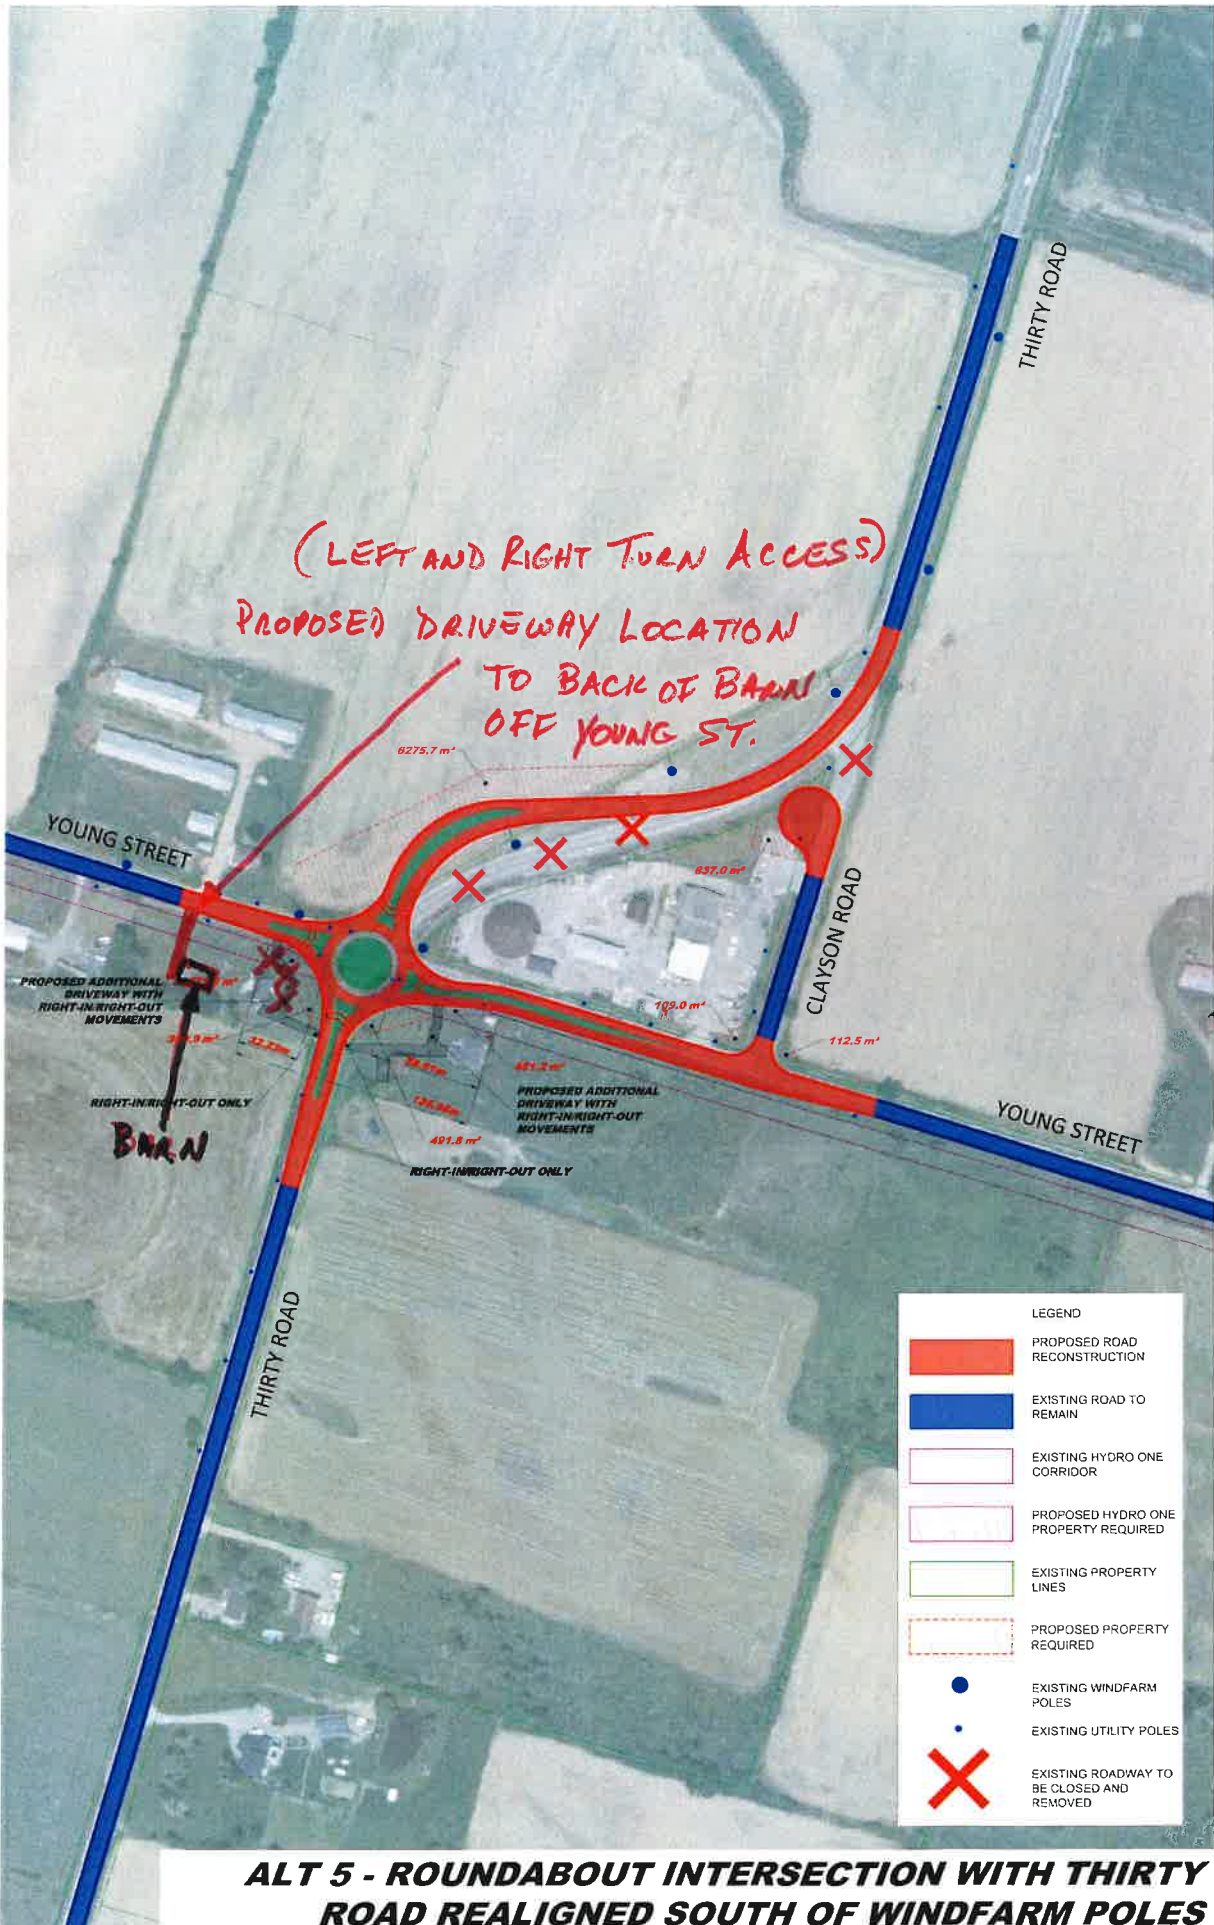 THIRTY ROAD
(LEFT AND RIGHT TURN ACCESS)
PROPOSED DRIVEWAY LOCATION
TO BACK OF BARN
OFF YOUNG ST.
6275.7 m²
YOUNG STREET
637.0 m²
CLAYSON ROAD
PROPOSED ADDITIONAL
DRIVEWAY WITH
RIGHT-IN/RIGHT-OUT
MOVEMENTS
109.0 m²
112.5 m²
PROPOSED ADDITIONAL
DRIVEWAY WITH
RIGHT-IN/RIGHT-OUT
MOVEMENTS
RIGHT-IN/RIGHT-OUT ONLY
BARN
491.8 m²
RIGHT-IN/RIGHT-OUT ONLY
YOUNG STREET
THIRTY ROAD
LEGEND
PROPOSED ROAD
RECONSTRUCTION
EXISTING ROAD TO
REMAIN
EXISTING HYDRO ONE
CORRIDOR
PROPOSED HYDRO ONE
PROPERTY REQUIRED
EXISTING PROPERTY
LINES
PROPOSED PROPERTY
REQUIRED
EXISTING WINDFARM
POLES
EXISTING UTILITY POLES
EXISTING ROADWAY TO
BE CLOSED AND
REMOVED
ALT 5 - ROUNDABOUT INTERSECTION WITH THIRTY
ROAD REALIGNED SOUTH OF WINDFARM POLES